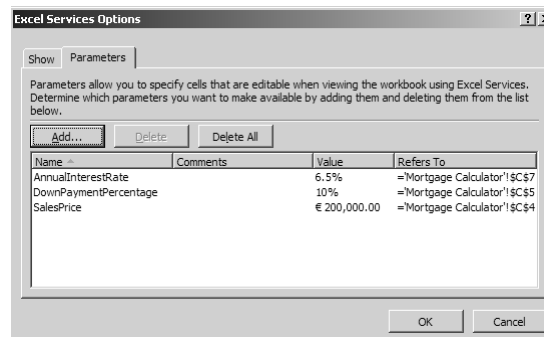 Excel Services Options
Show Parameters
Parameters allow you to specify cells that are editable when viewing the workbook using Excel Services.
Determine which parameters you want to make available by adding them and deleting them from the list
below.
Add... Delete Delete All
Name Comments Value Refers To
AnnualInterestRate 6.5% ='Mortgage Calculator'!$C$7
DownPaymentPercentage 10% ='Mortgage Calculator'!$C$5
SalesPrice € 200,000.00 ='Mortgage Calculator'!$C$4
OK Cancel